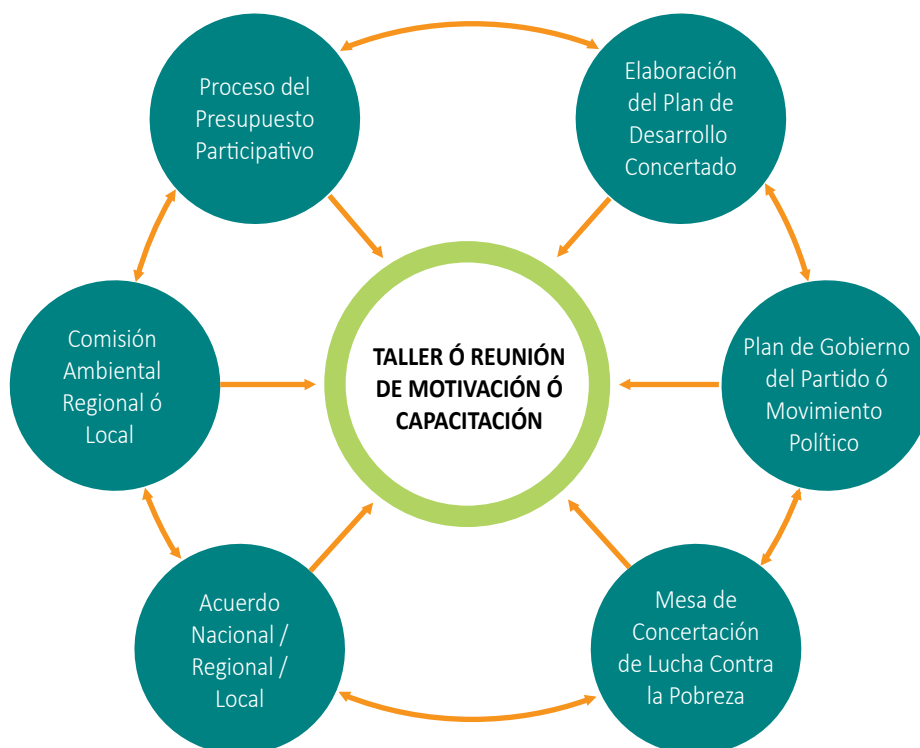 Proceso del
Presupuesto
Participativo
Elaboración
del Plan de
Desarrollo
Concertado
Comisión
Ambiental
Regional ó
Local
TALLER Ó REUNIÓN
DE MOTIVACIÓN Ó
CAPACITACIÓN
Plan de Gobierno
del Partido ó
Movimiento
Político
Acuerdo
Nacional /
Regional /
Local
Mesa de
Concertación
de Lucha Contra
la Pobreza